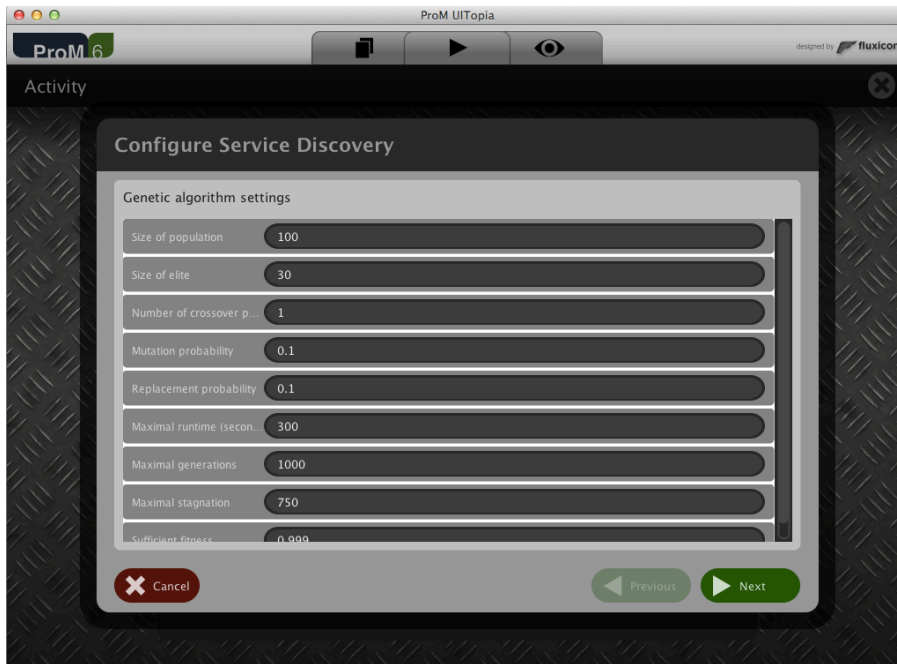 ProM UITopia
ProM 6
designed by fluxicon
Activity
Configure Service Discovery
Genetic algorithm settings
Size of population 100
Size of elite 30
Number of crossover p... 1
Mutation probability 0.1
Replacement probability 0.1
Maximal runtime (secon... 300
Maximal generations 1000
Maximal stagnation 750
Sufficient fitness 0.999
Cancel Previous Next